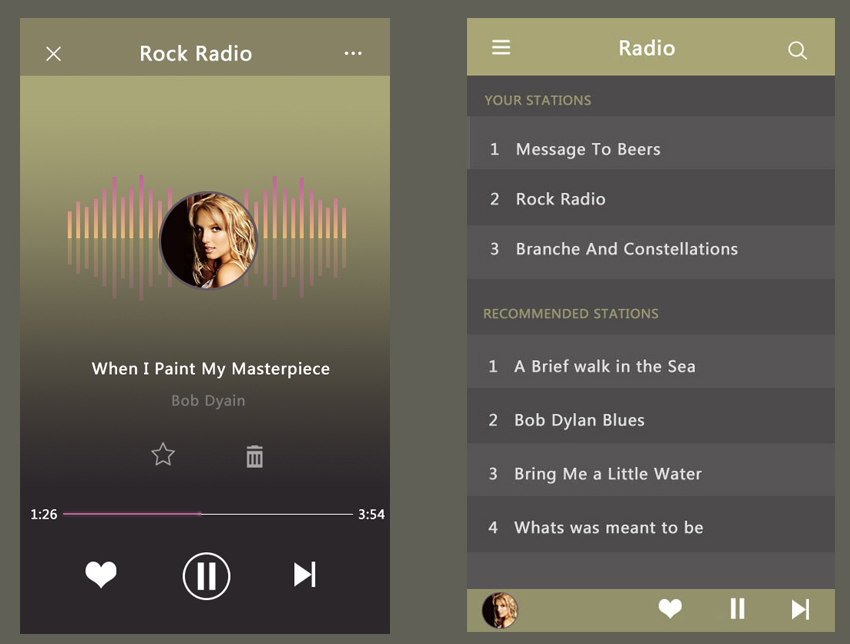 Rock Radio
When I Paint My Masterpiece
Bob Dyain
1:26
3:54
Radio
YOUR STATIONS
1 Message To Beers
2 Rock Radio
3 Branche And Constellations
RECOMMENDED STATIONS
1 A Brief walk in the Sea
2 Bob Dylan Blues
3 Bring Me a Little Water
4 Whats was meant to be